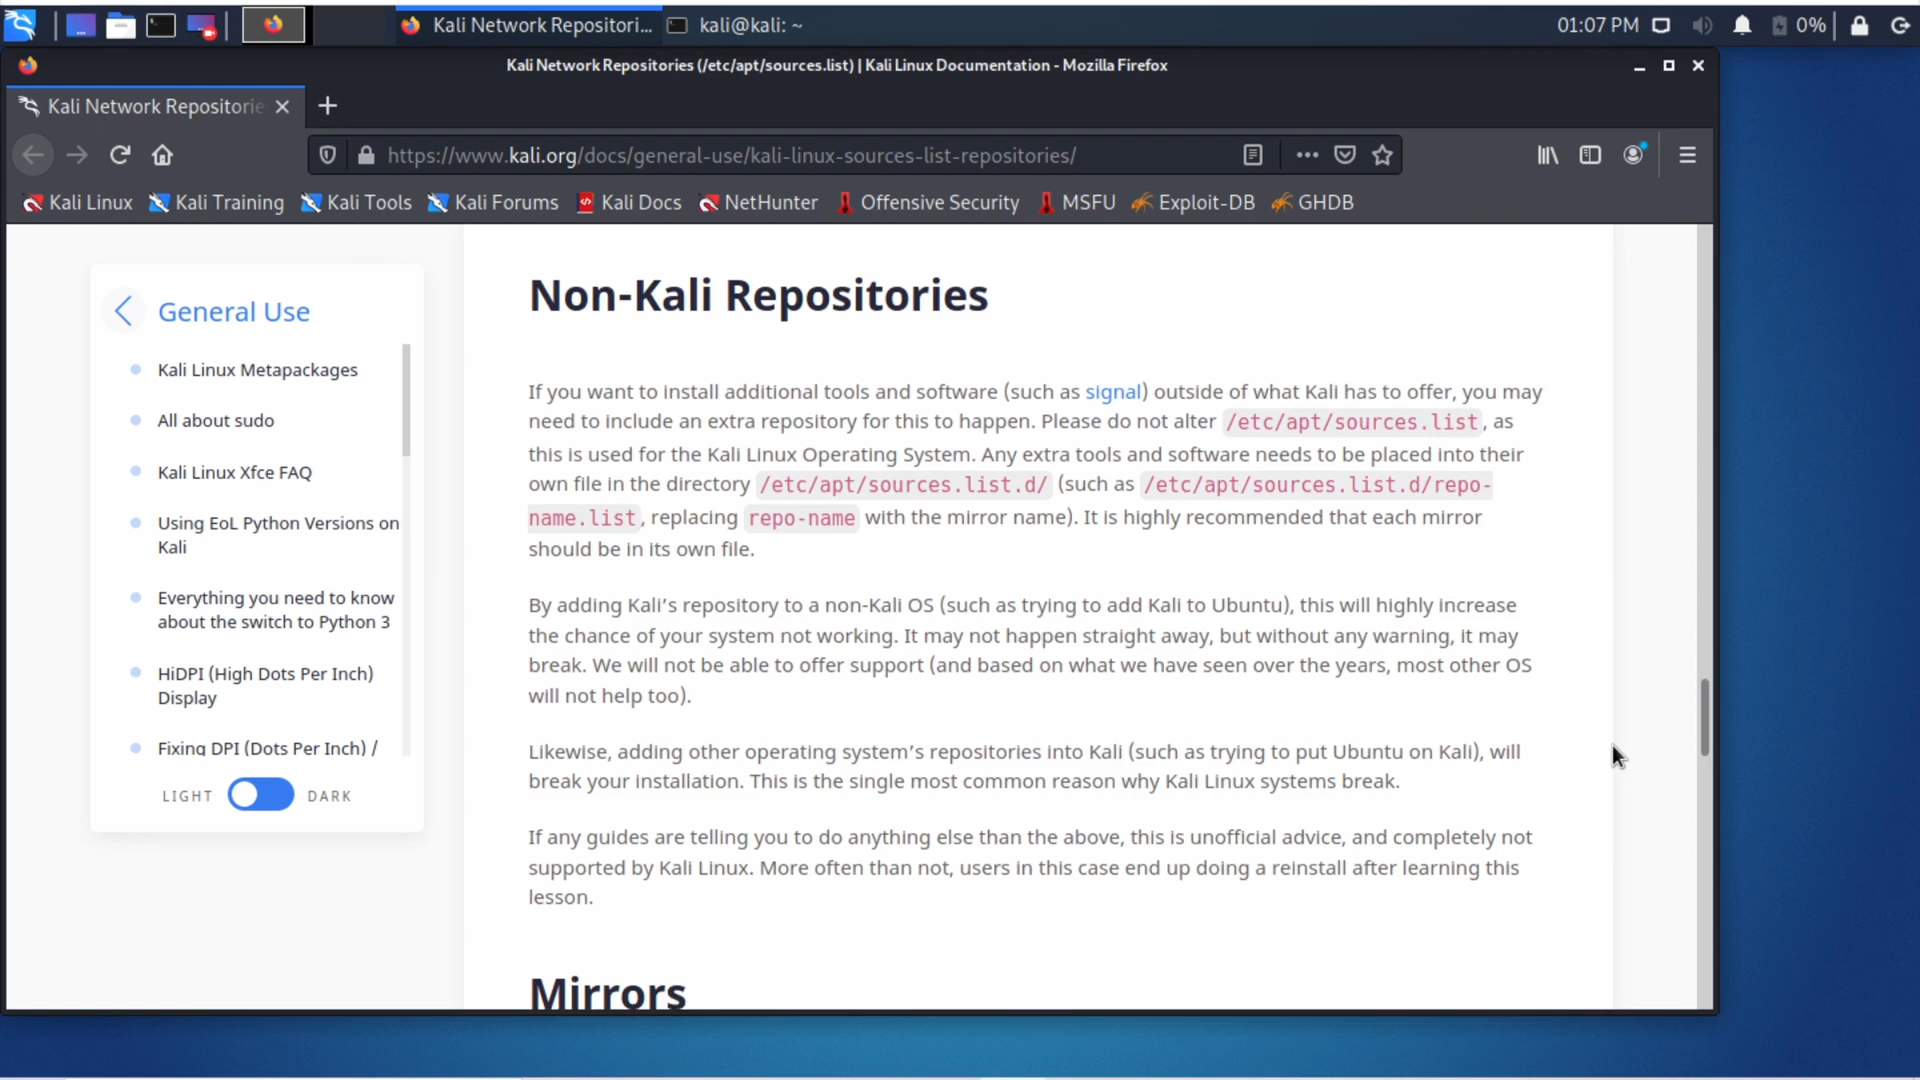 Kali Network Repositori...
kali@kali: ~
01:07 PM
0%
Kali Network Repositories (/etc/apt/sources.list) | Kali Linux Documentation - Mozilla Firefox
Kali Network Repositorie
https://www.kali.org/docs/general-use/kali-linux-sources-list-repositories/
Kali Linux Kali Training Kali Tools Kali Forums Kali Docs NetHunter Offensive Security MSFU Exploit-DB GHDB
General Use
Kali Linux Metapackages
All about sudo
Kali Linux Xfce FAQ
Using EoL Python Versions on
Kali
Everything you need to know
about the switch to Python 3
HiDPI (High Dots Per Inch)
Display
Fixing DPI (Dots Per Inch) /
LIGHT DARK
Non-Kali Repositories
If you want to install additional tools and software (such as signal) outside of what Kali has to offer, you may
need to include an extra repository for this to happen. Please do not alter /etc/apt/sources.list, as
this is used for the Kali Linux Operating System. Any extra tools and software needs to be placed into their
own file in the directory /etc/apt/sources.list.d/ (such as /etc/apt/sources.list.d/repo-
name.list, replacing repo-name with the mirror name). It is highly recommended that each mirror
should be in its own file.
By adding Kali’s repository to a non-Kali OS (such as trying to add Kali to Ubuntu), this will highly increase
the chance of your system not working. It may not happen straight away, but without any warning, it may
break. We will not be able to offer support (and based on what we have seen over the years, most other OS
will not help too).
Likewise, adding other operating system’s repositories into Kali (such as trying to put Ubuntu on Kali), will
break your installation. This is the single most common reason why Kali Linux systems break.
If any guides are telling you to do anything else than the above, this is unofficial advice, and completely not
supported by Kali Linux. More often than not, users in this case end up doing a reinstall after learning this
lesson.
Mirrors